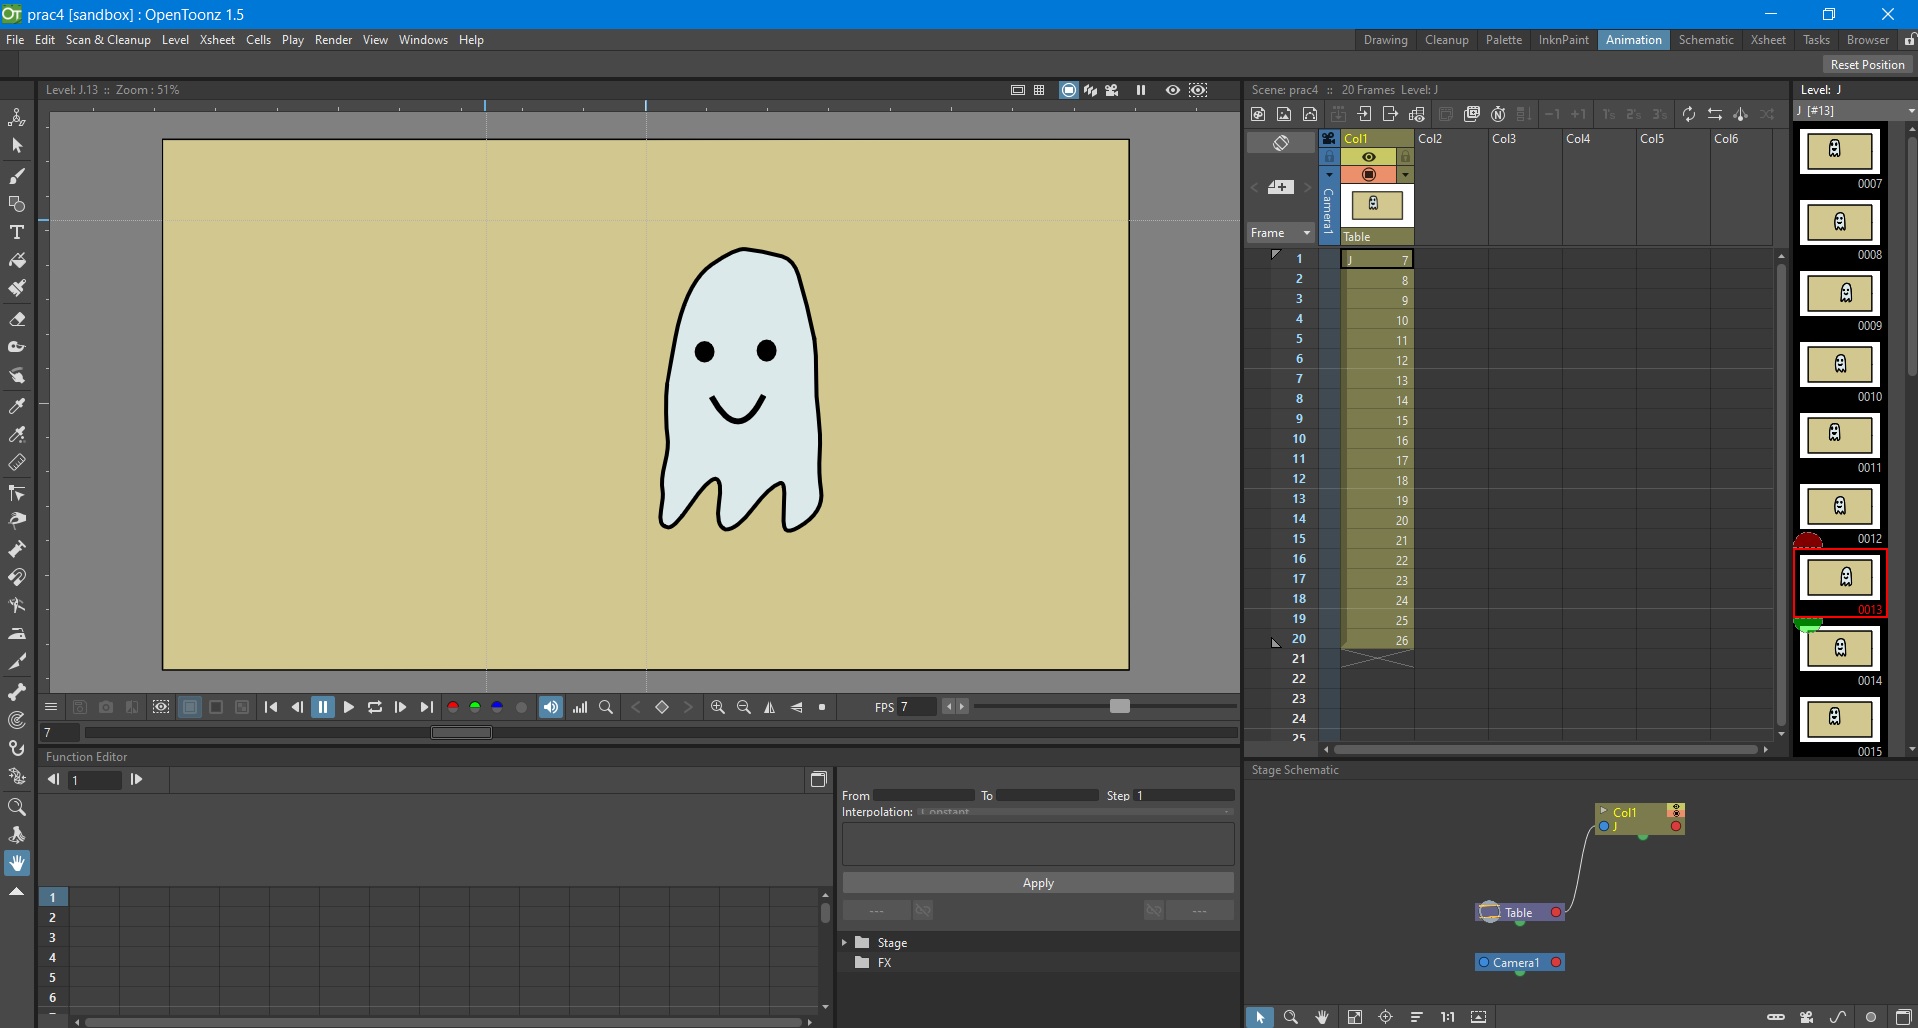 prac4 [sandbox] : OpenToonz 1.5
File Edit Scan & Cleanup Level Xsheet Cells Play Render View Windows Help
Drawing Cleanup Palette InknPaint Animation Schematic Xsheet Tasks Browser
Reset Position
Level: J.13 :: Zoom : 51%
Scene: prac4 :: 20 Frames Level: J
Level: J
J [#13]
-1 +1 1's 2's 3's
Col1 Col2 Col3 Col4 Col5 Col6
Camera1
Frame
Table
1 J 7
2 8
3 9
4 10
5 11
6 12
7 13
8 14
9 15
10 16
11 17
12 18
13 19
14 20
15 21
16 22
17 23
18 24
19 25
20 26
21
22
23
24
25
0007
0008
0009
0010
0011
0012
0013
0014
0015
FPS 7
7
Function Editor
1
1
2
3
4
5
6
From To Step 1
Interpolation: Constant
Apply
--- ---
Stage
FX
Stage Schematic
Col1
J
Table
Camera1
1:1